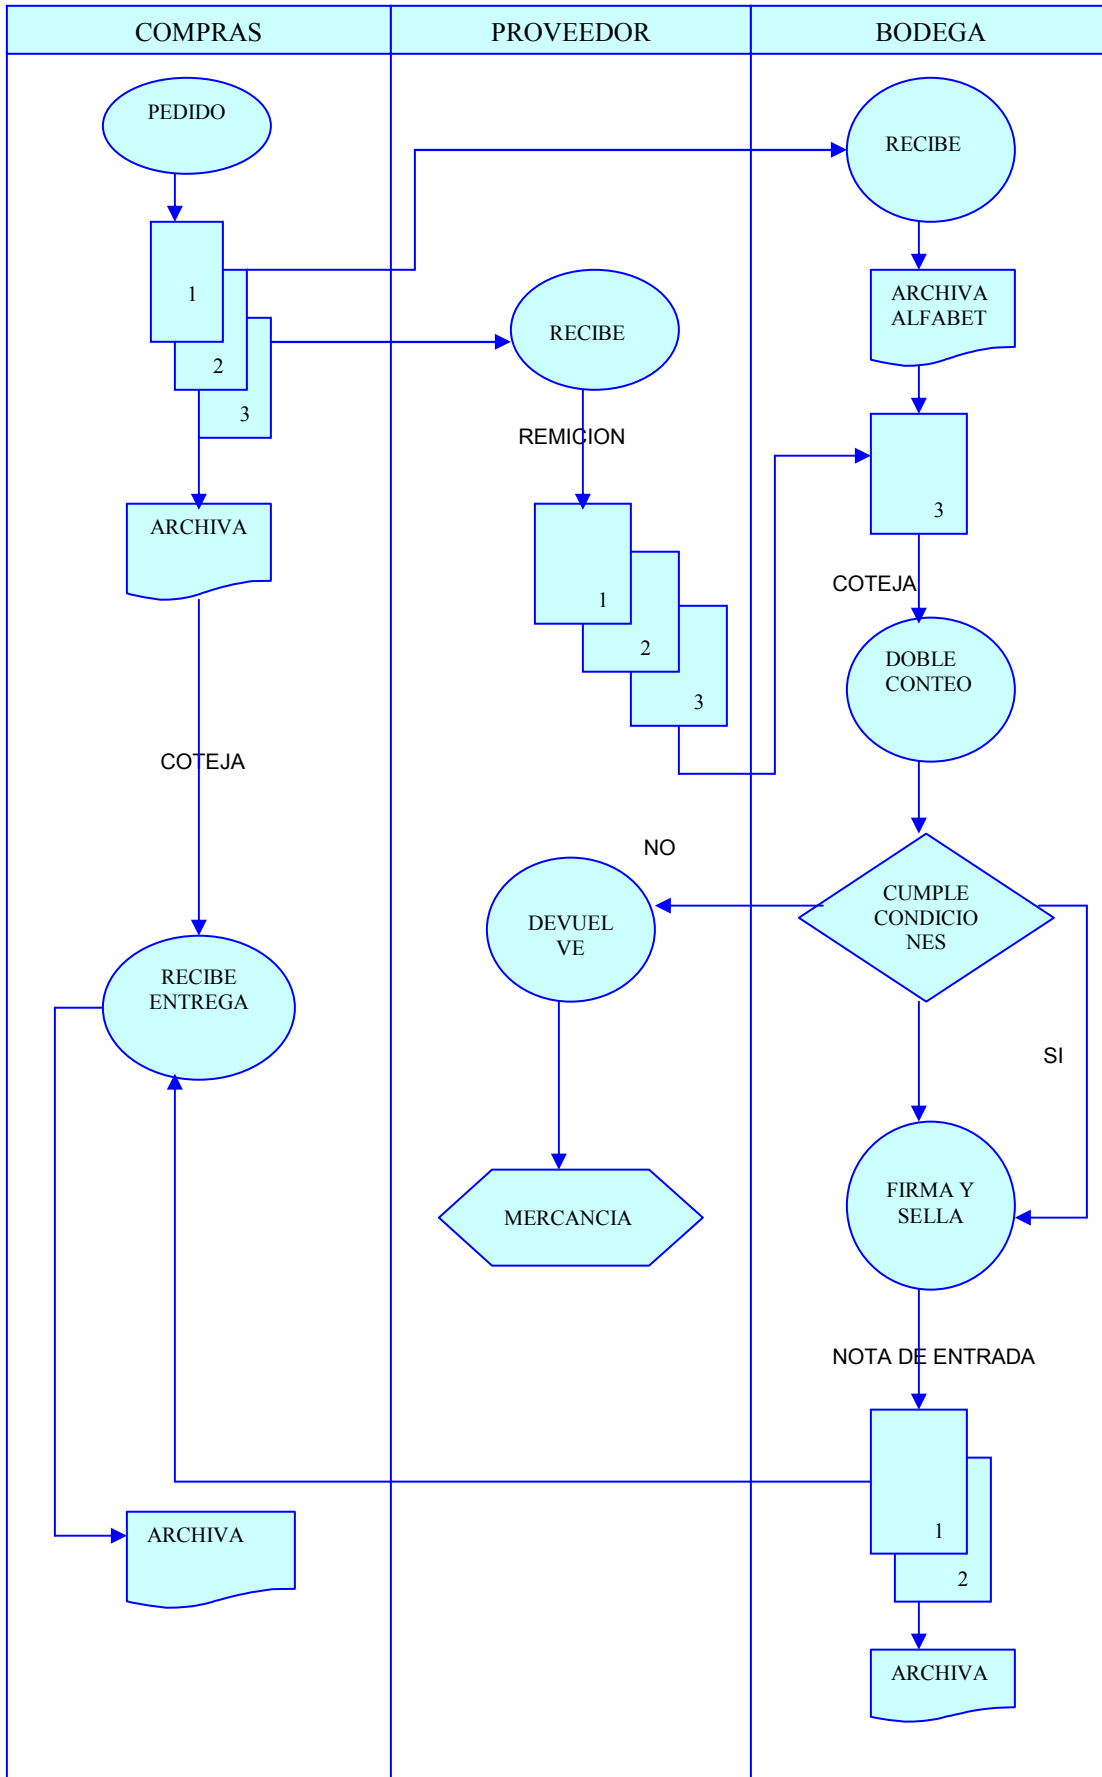 COMPRAS
PROVEEDOR
BODEGA
PEDIDO
1
2
3
ARCHIVA
COTEJA
RECIBE
ENTREGA
ARCHIVA
RECIBE
REMICION
1
2
3
NO
DEVUEL
VE
MERCANCIA
RECIBE
ARCHIVA
ALFABET
3
COTEJA
DOBLE
CONTEO
CUMPLE
CONDICIO
NES
SI
FIRMA Y
SELLA
NOTA DE ENTRADA
1
2
ARCHIVA